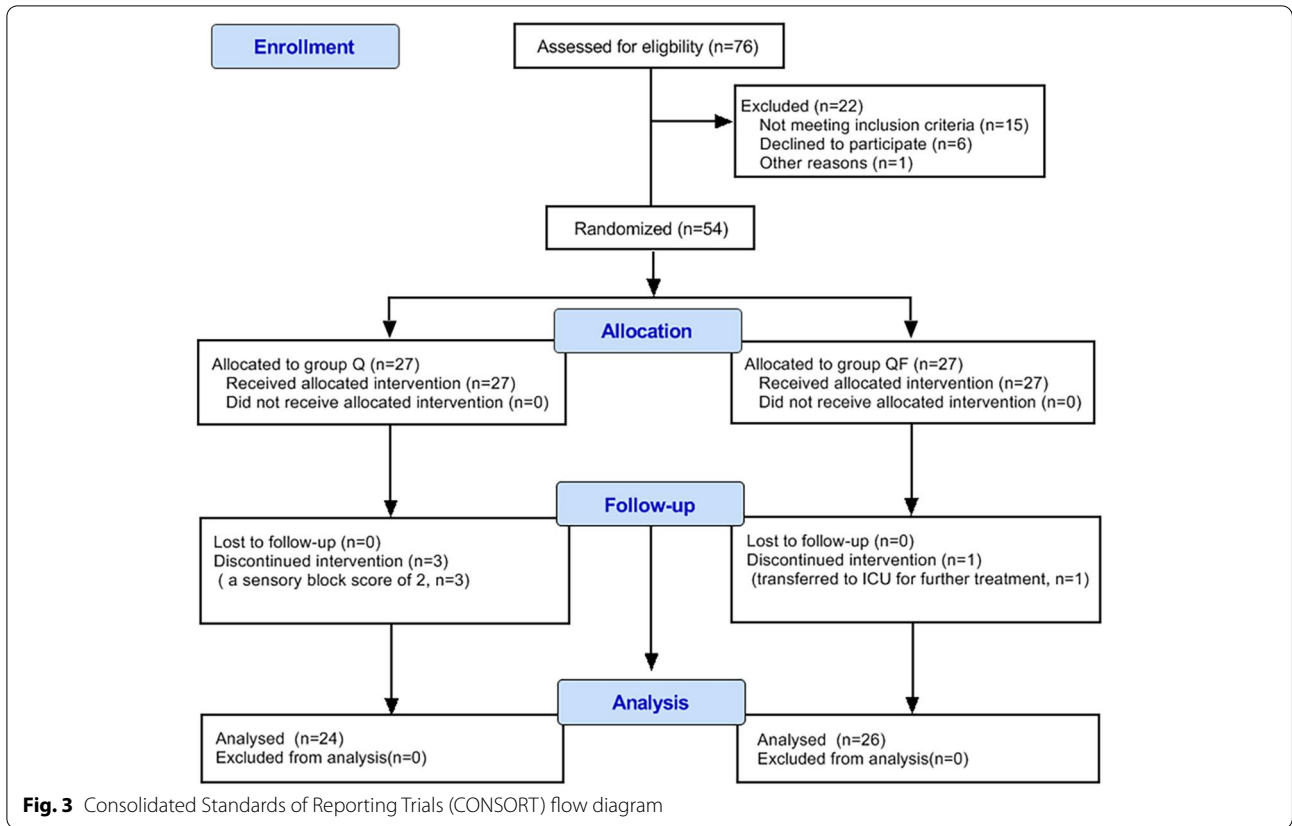 Enrollment
Assessed for eligbility (n=76)
Excluded (n=22)
Not meeting inclusion criteria (n=15)
Declined to participate (n=6)
Other reasons (n=1)
Randomized (n=54)
Allocation
Allocated to group Q (n=27)
Received allocated intervention (n=27)
Did not receive allocated intervention (n=0)
Allocated to group QF (n=27)
Received allocated intervention (n=27)
Did not receive allocated intervention (n=0)
Follow-up
Lost to follow-up (n=0)
Discontinued intervention (n=3)
( a sensory block score of 2, n=3)
Lost to follow-up (n=0)
Discontinued intervention (n=1)
(transferred to ICU for further treatment, n=1)
Analysis
Analysed (n=24)
Excluded from analysis(n=0)
Analysed (n=26)
Excluded from analysis(n=0)
Fig. 3 Consolidated Standards of Reporting Trials (CONSORT) flow diagram